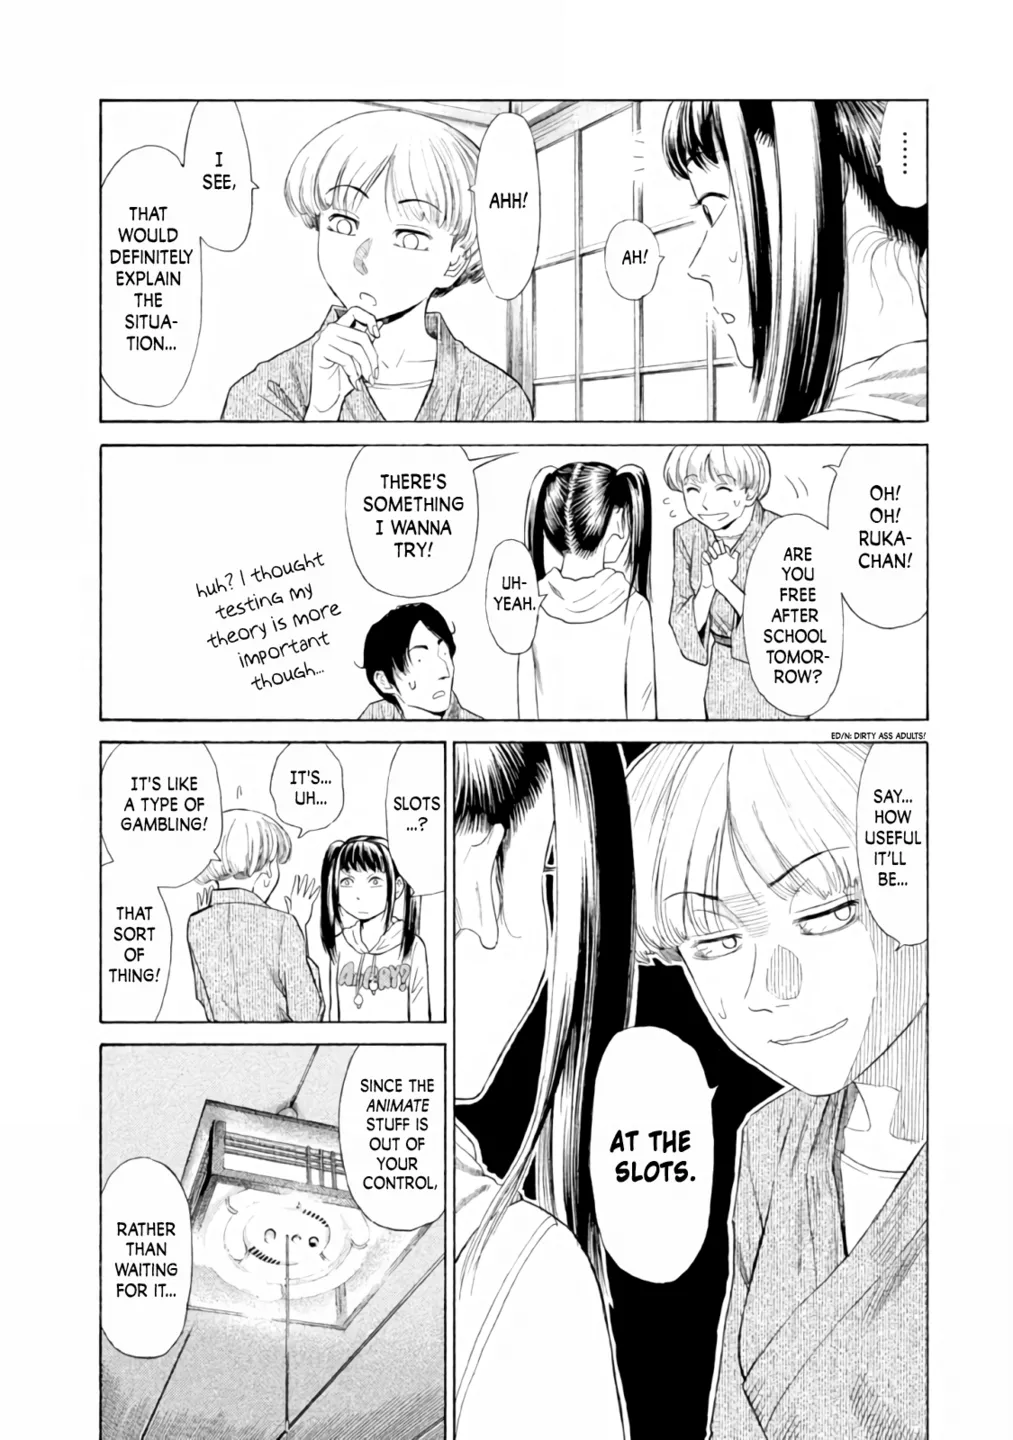 ......
AH!
AHH!
I
SEE,
THAT
WOULD
DEFINITELY
EXPLAIN
THE
SITUA-
TION...
OH!
OH!
RUKA-
CHAN!
ARE
YOU
FREE
AFTER
SCHOOL
TOMOR-
ROW?
UH-
YEAH.
THERE'S
SOMETHING
I WANNA
TRY!
huh? I thought
testing my
theory is more
important
though...
ED/N: DIRTY ASS ADULTS!
SAY...
HOW
USEFUL
IT'LL
BE...
AT THE
SLOTS.
SLOTS
...?
IT'S...
UH...
IT'S LIKE
A TYPE OF
GAMBLING!
THAT
SORT
OF
THING!
ANGRY?
SINCE THE
ANIMATE
STUFF IS
OUT OF
YOUR
CONTROL,
RATHER
THAN
WAITING
FOR IT...